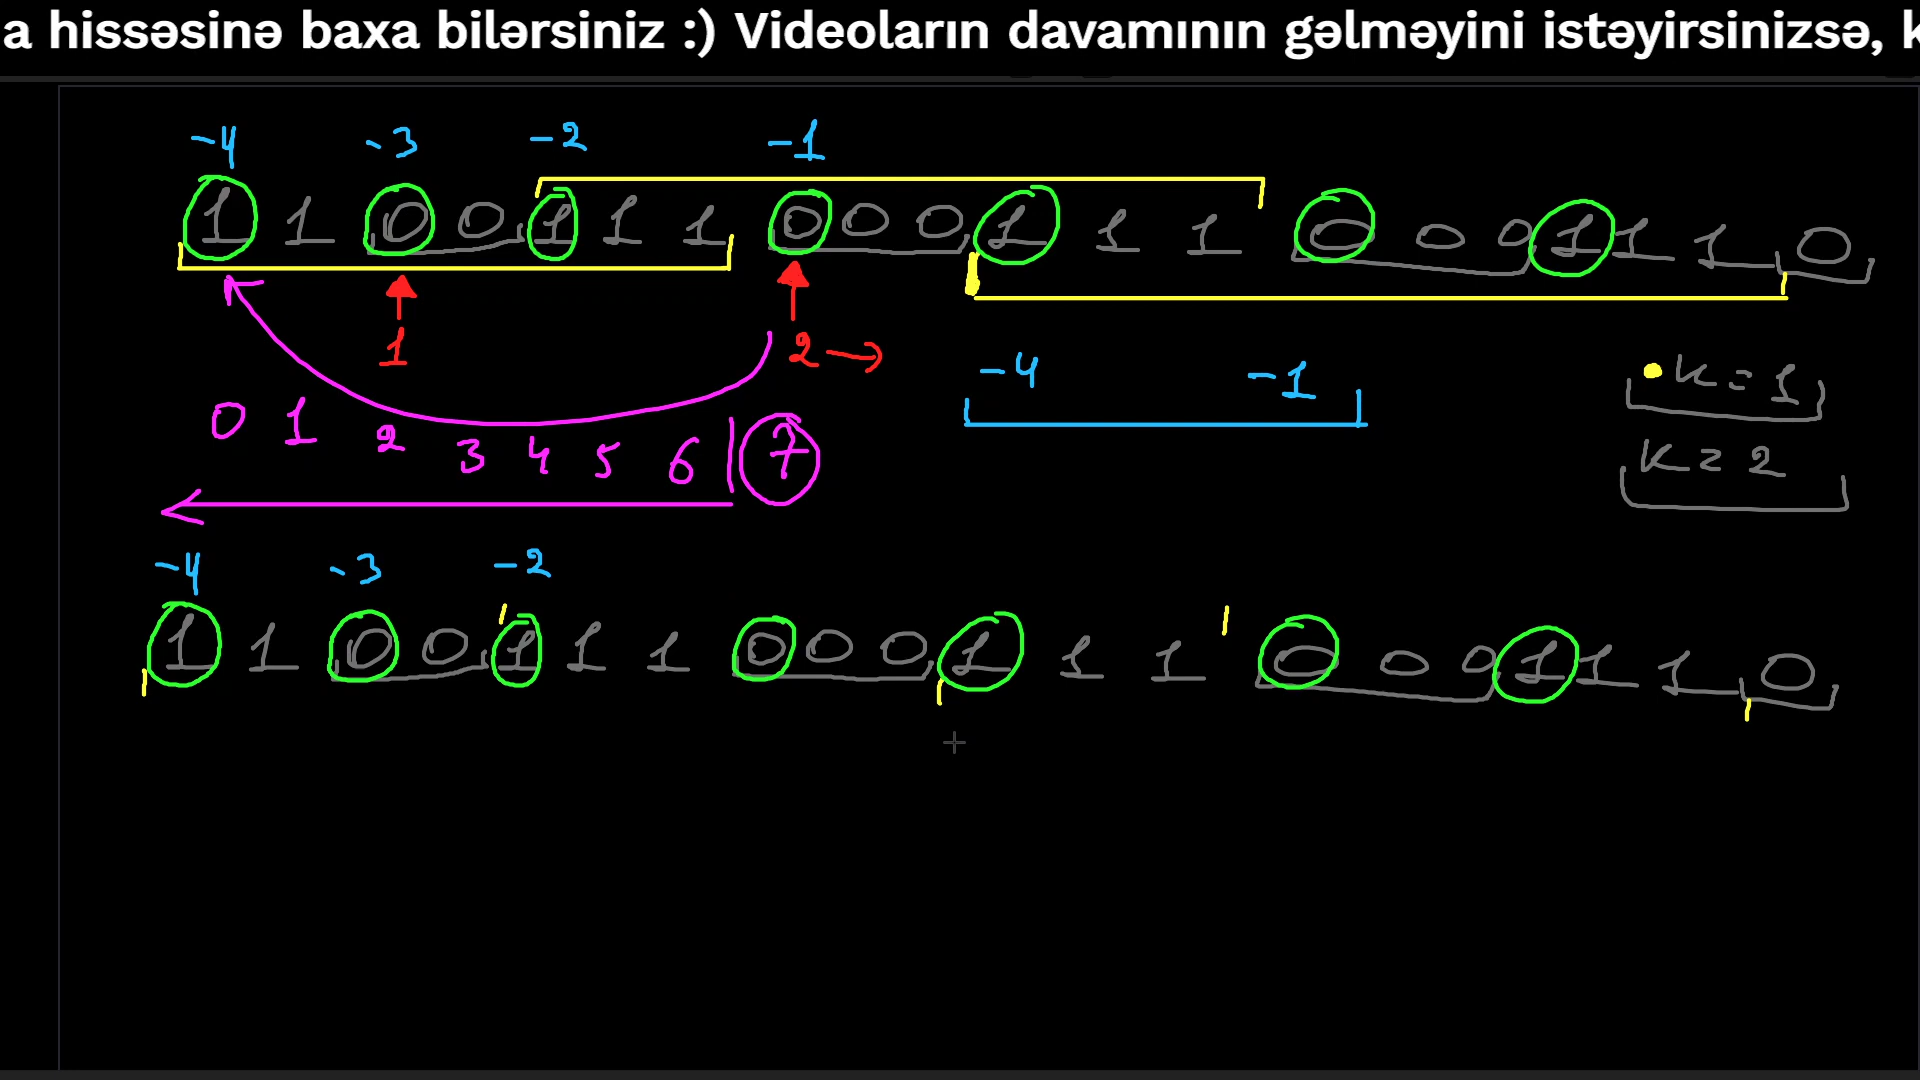 a hissəsinə baxa bilərsiniz :) Videoların davamının gəlməyini istəyirsinizsə, k
-4 -3 -2 -1
1 1 0 0 1 1 1 0 0 0 1 1 1 0 0 0 1 1 1 0
1 2
-4 -1
k = 1
0 1 2 3 4 5 6 7
k = 2
-4 -3 -2
1 1 0 0 1 1 1 0 0 0 1 1 1 0 0 0 1 1 1 0